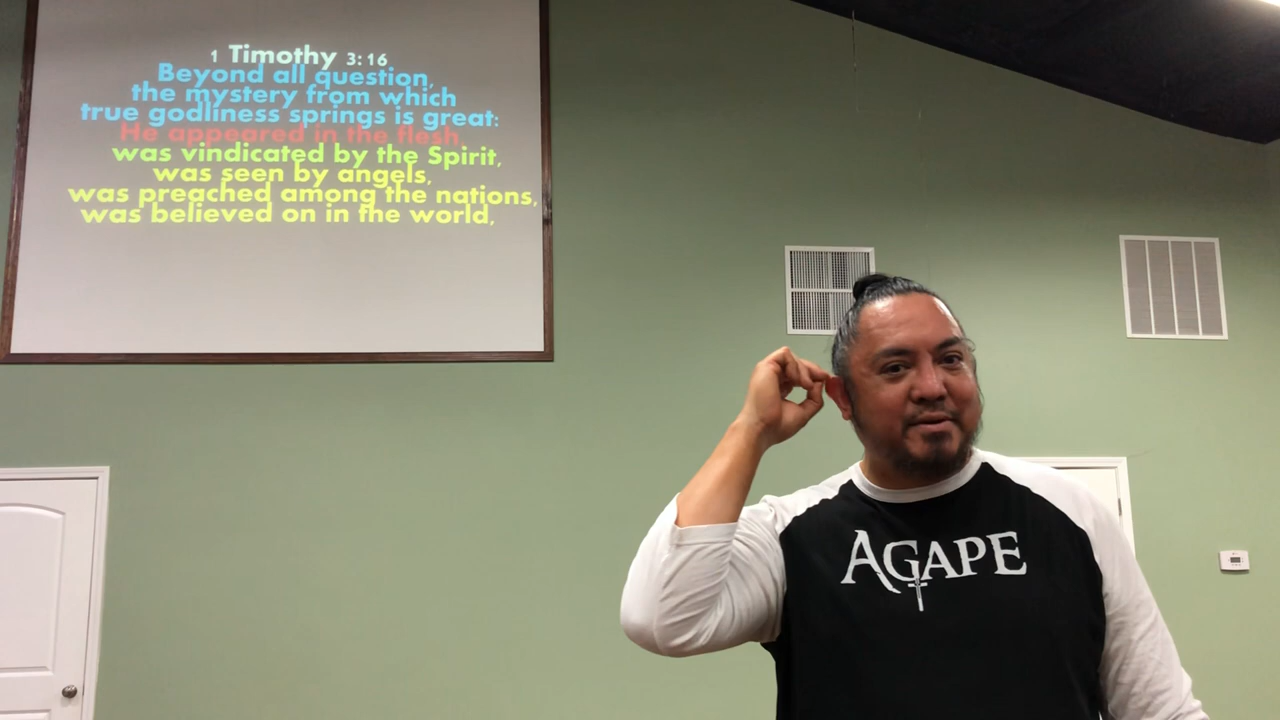 1 Timothy 3:16
Beyond all question,
the mystery from which
true godliness springs is great:
He appeared in the flesh,
was vindicated by the Spirit,
was seen by angels,
was preached among the nations,
was believed on in the world,
AGAPE